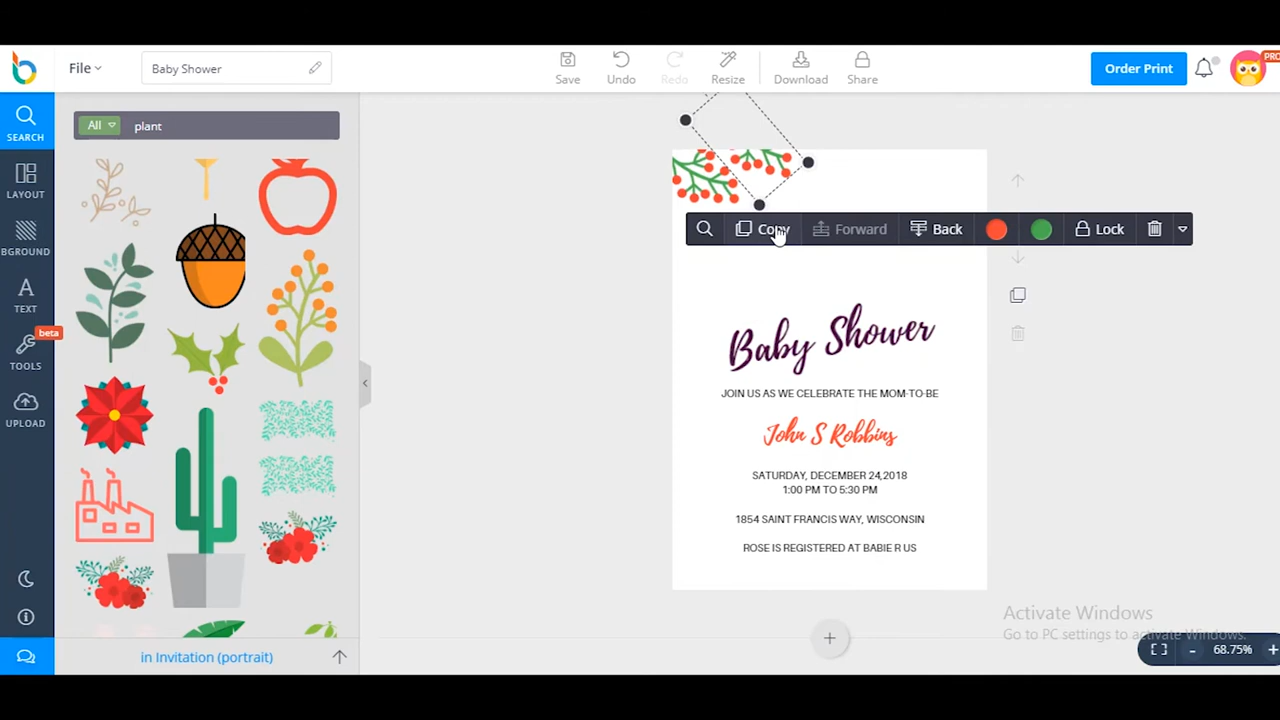 File
Baby Shower
Save
Undo
Redo
Resize
Download
Share
Order Print
PRO
SEARCH
All
plant
LAYOUT
BGROUND
TEXT
beta
TOOLS
UPLOAD
Copy
Forward
Back
Lock
Baby Shower
JOIN US AS WE CELEBRATE THE MOM-TO-BE
John S Robbins
SATURDAY, DECEMBER 24,2018
1:00 PM TO 5:30 PM
1854 SAINT FRANCIS WAY, WISCONSIN
ROSE IS REGISTERED AT BABIE R US
Activate Windows
Go to PC settings to activate Windows.
in Invitation (portrait)
- 68.75% +